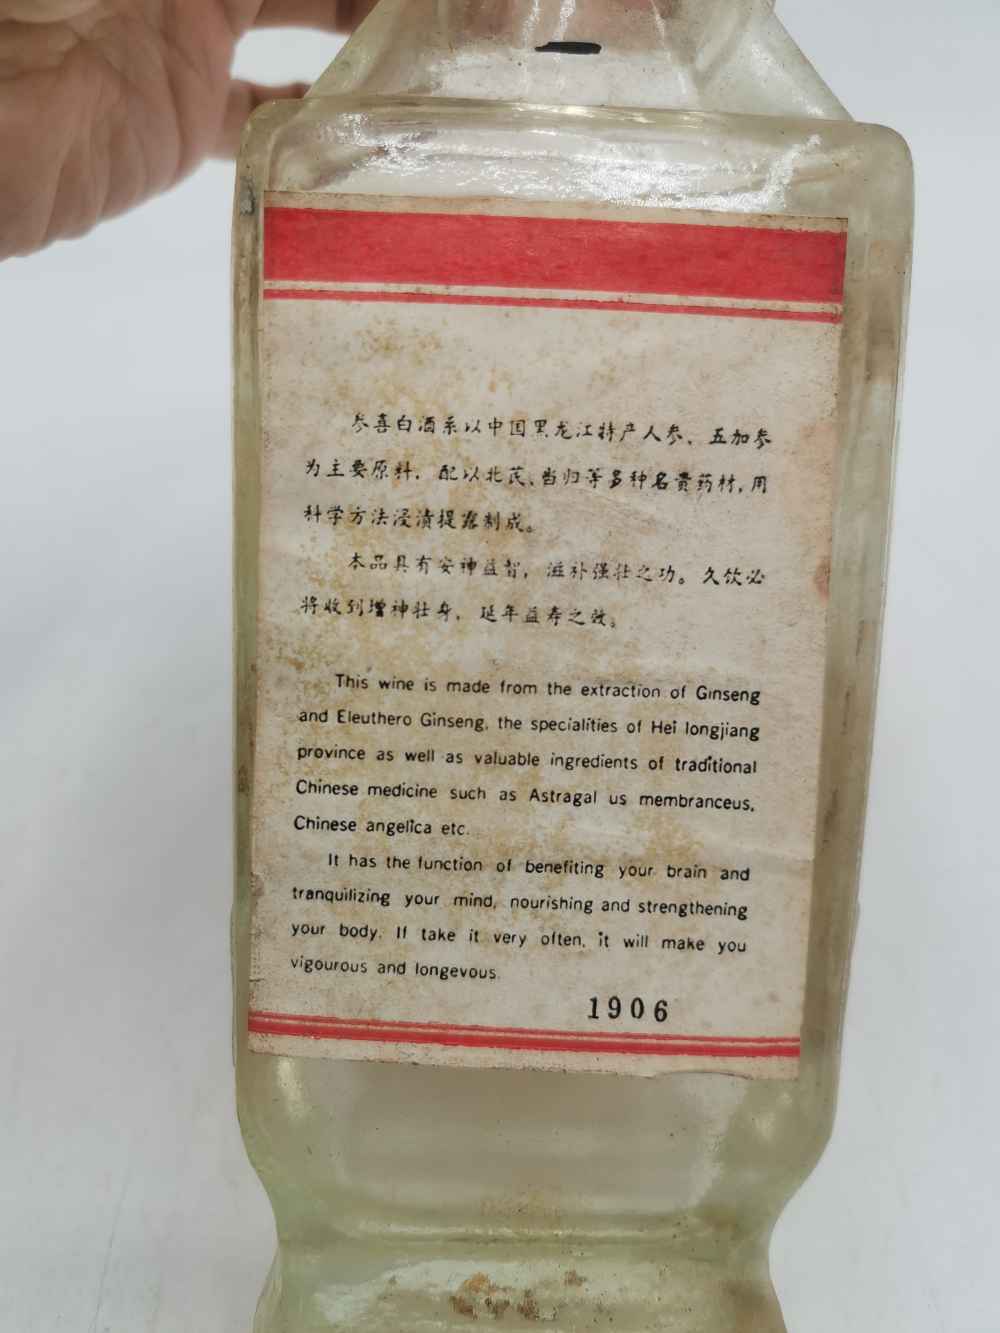 参喜白酒系以中国黑龙江特产人参、五加参
为主要原料，配以北芪、当归等多种名贵药材，用
科学方法浸渍提露制成。
本品具有安神益智，滋补强壮之功。久饮必
将收到增神壮身，延年益寿之效。
This wine is made from the extraction of Ginseng
and Eleuthero Ginseng, the specialities of Hei longjiang
province as well as valuable ingredients of traditional
Chinese medicine such as Astragal us membranceus,
Chinese angelica etc.
It has the function of benefiting your brain and
tranquilizing your mind, nourishing and strengthening
your body. If take it very often, it will make you
vigourous and longevous.
1906